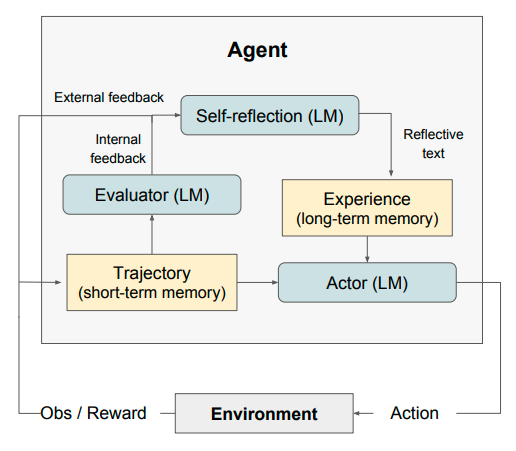 Agent
External feedback
Self-reflection (LM)
Internal
feedback
Reflective
text
Evaluator (LM)
Experience
(long-term memory)
Trajectory
(short-term memory)
Actor (LM)
Obs / Reward
Environment
Action